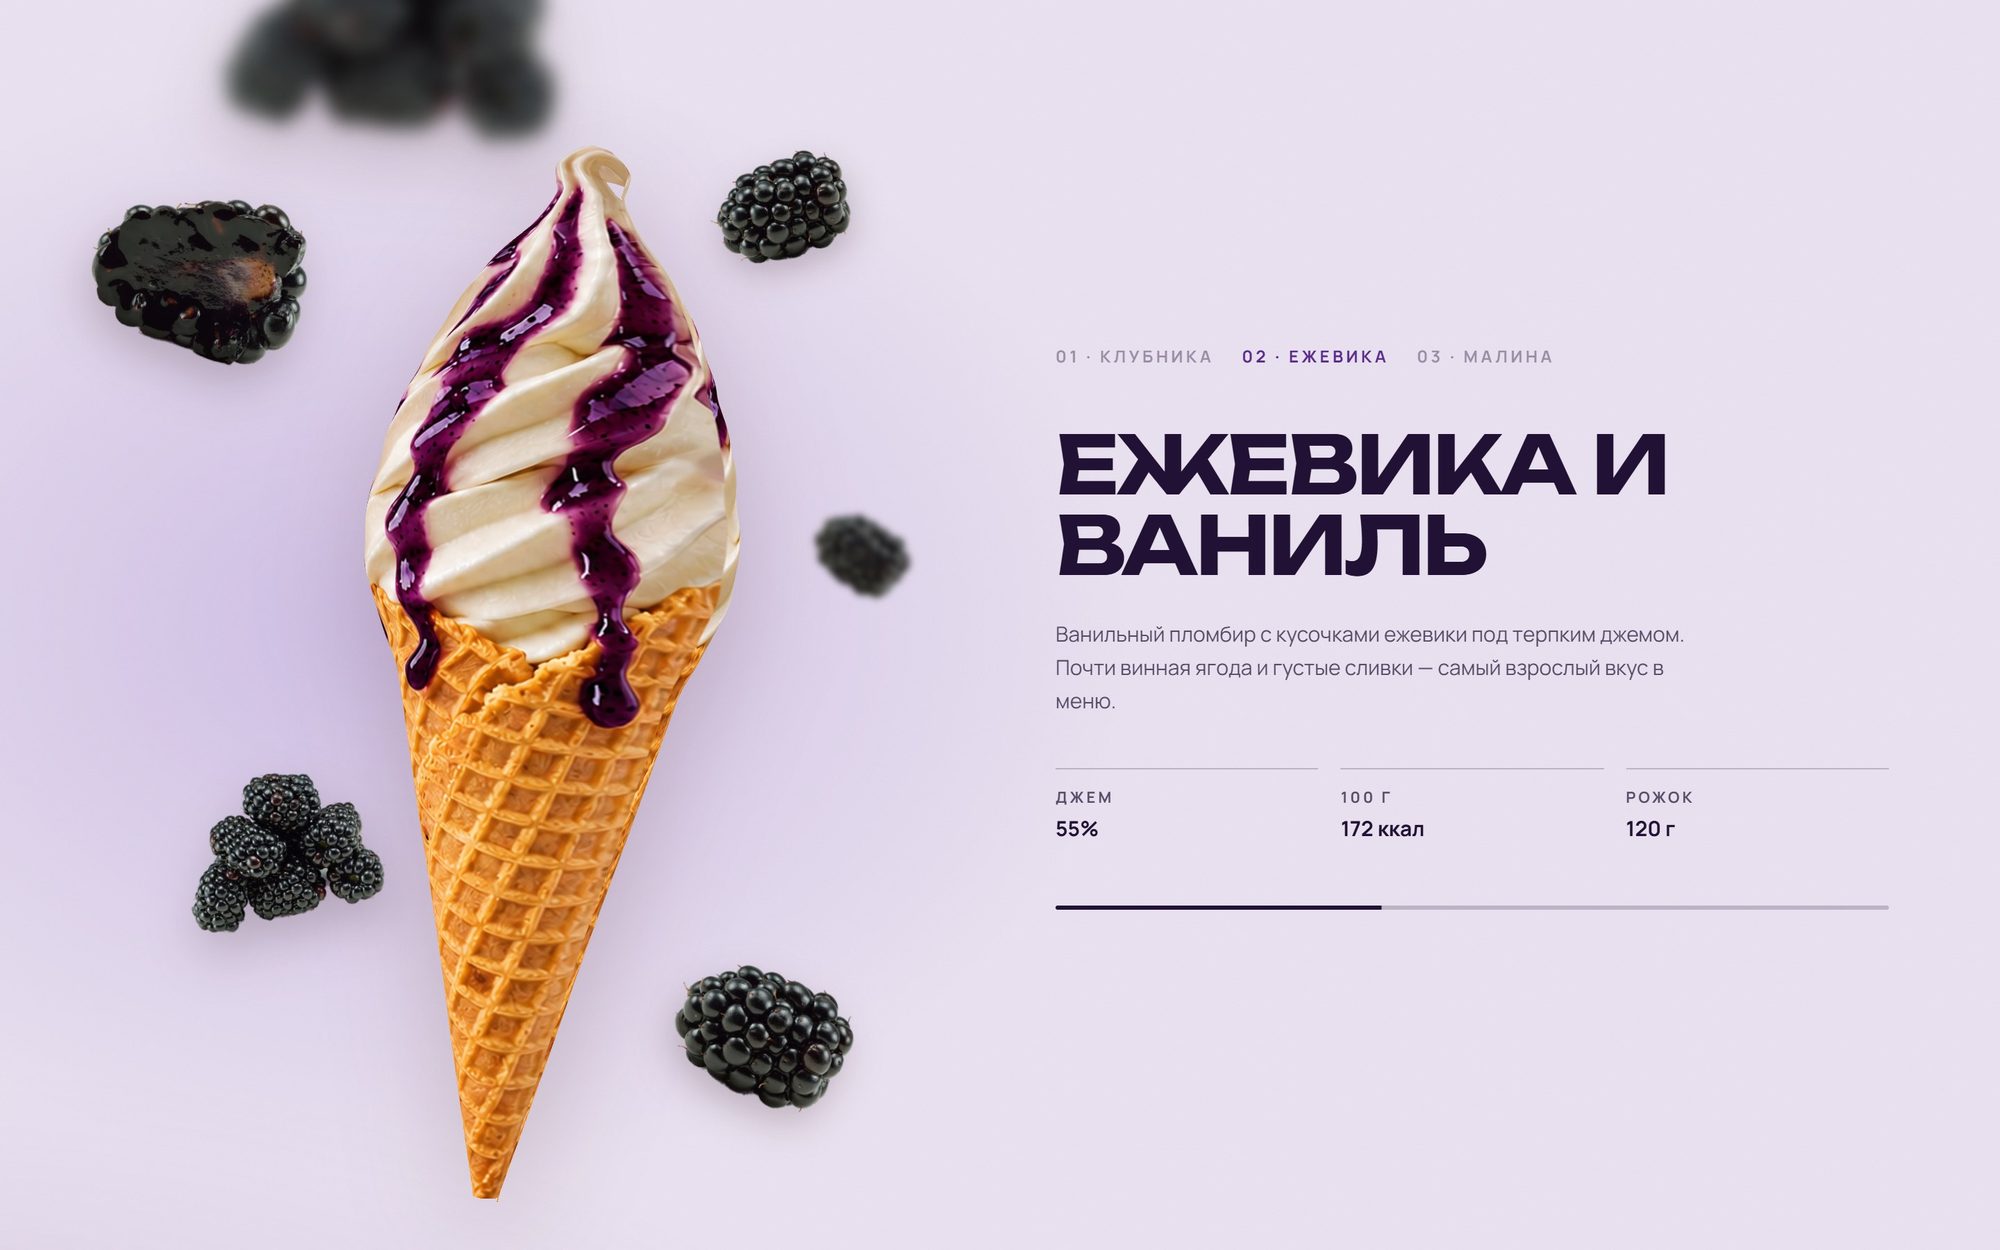 01 · КЛУБНИКА 02 · ЕЖЕВИКА 03 · МАЛИНА
ЕЖЕВИКА И
ВАНИЛЬ
Ванильный пломбир с кусочками ежевики под терпким джемом.
Почти винная ягода и густые сливки — самый взрослый вкус в
меню.
ДЖЕМ 100 Г РОЖОК
55% 172 ккал 120 г